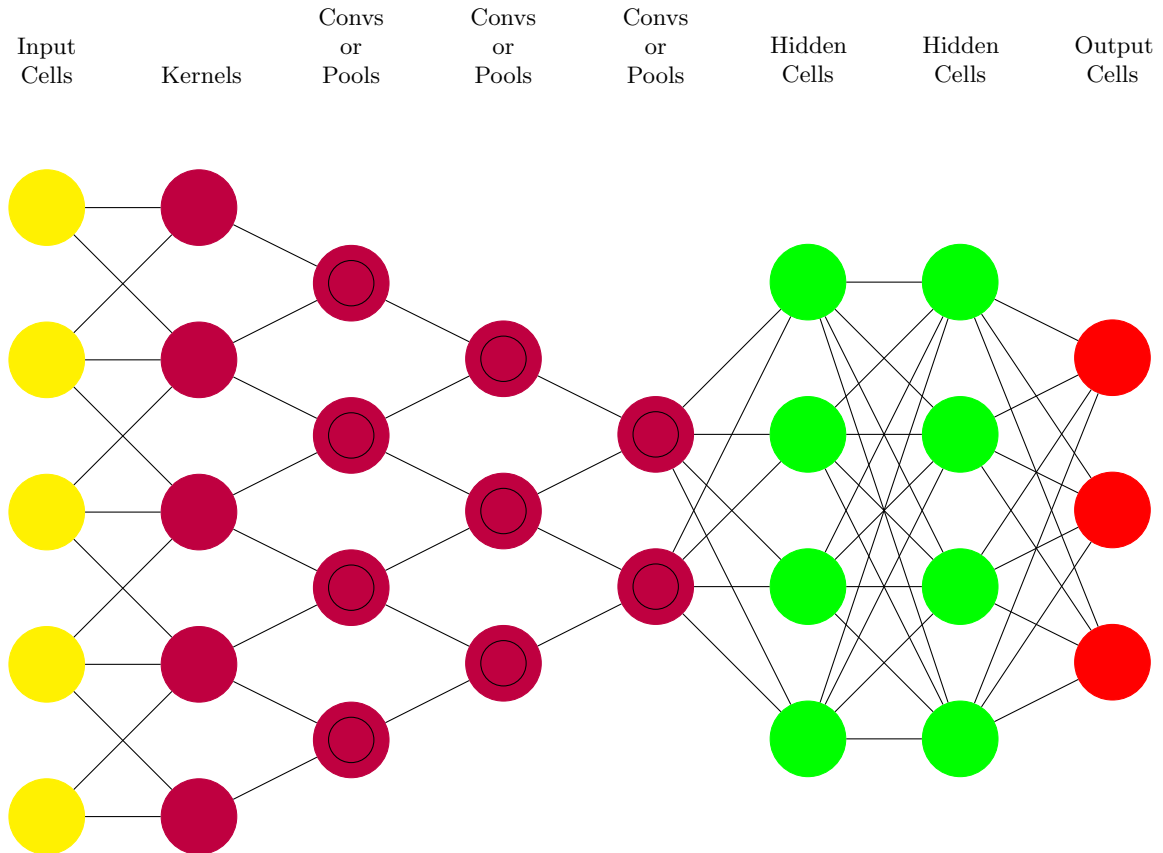 Input
Cells
Kernels
Convs
or
Pools
Convs
or
Pools
Convs
or
Pools
Hidden
Cells
Hidden
Cells
Output
Cells